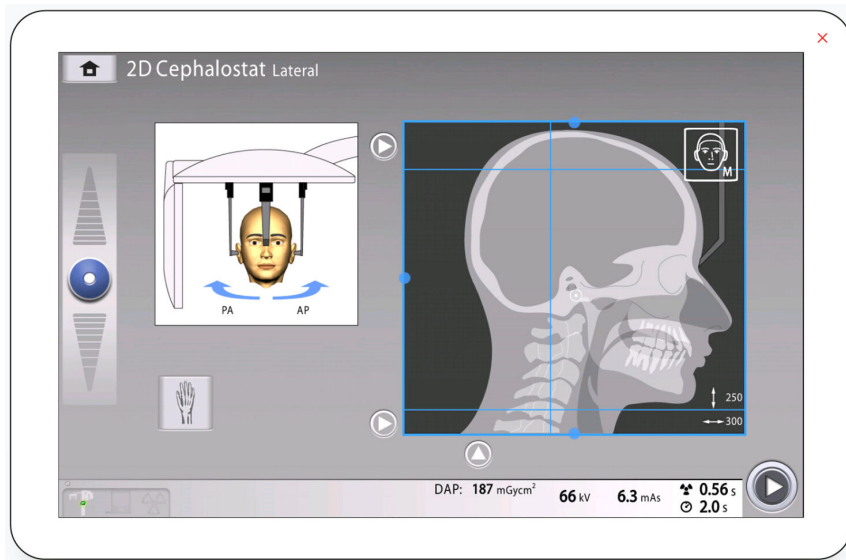 2D Cephalostat Lateral
M
PA AP
250
300
DAP: 187 mGycm² 66 kV 6.3 mAs 0.56 s
2.0 s